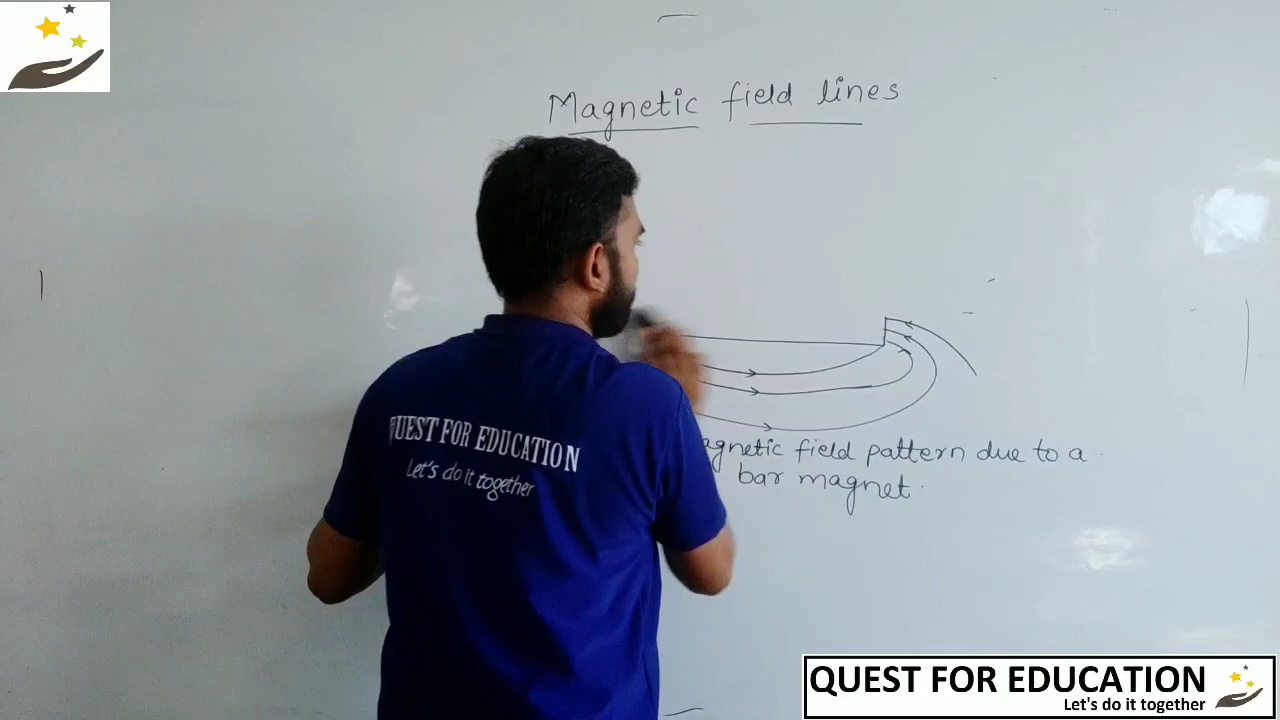 Magnetic field lines
QUEST FOR EDUCATION
Let's do it together
agnetic field pattern due to a
bar magnet.
QUEST FOR EDUCATION
Let's do it together